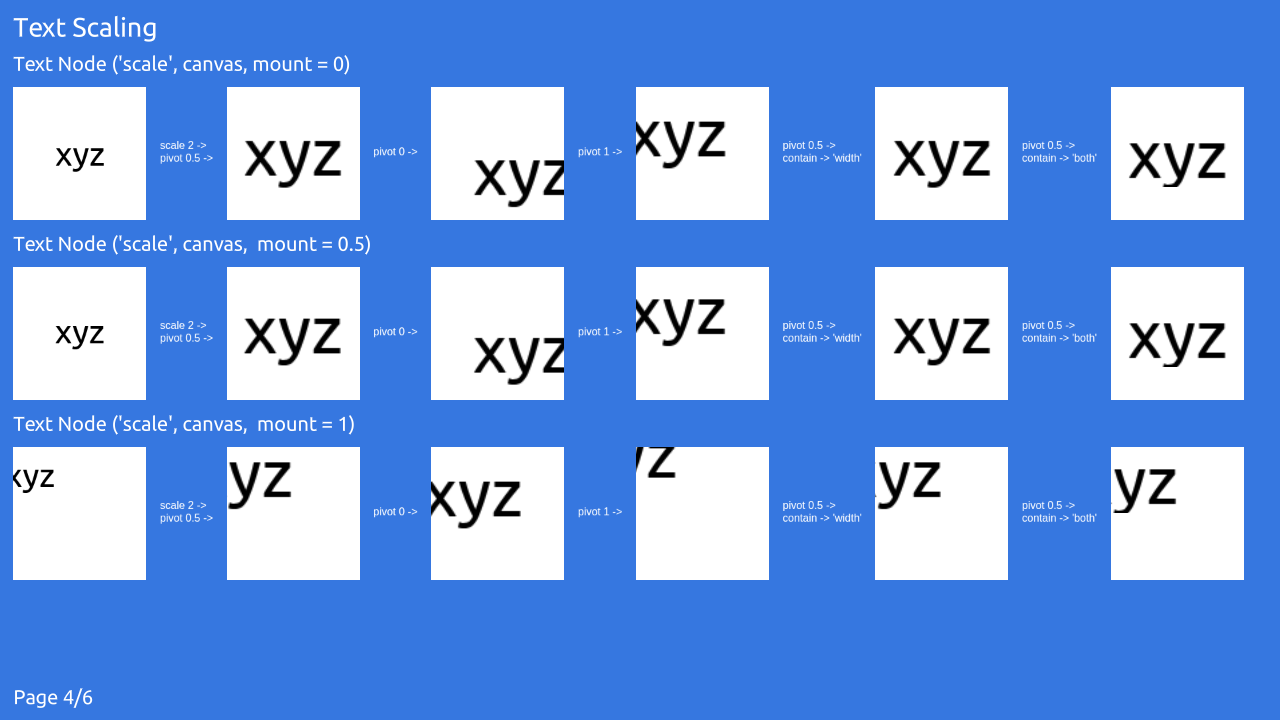 Text Scaling
Text Node ('scale', canvas, mount = 0)
xyz
scale 2 ->
pivot 0.5 ->
xyz
pivot 0 ->
xyz
pivot 1 ->
xyz
pivot 0.5 ->
contain -> 'width'
xyz
pivot 0.5 ->
contain -> 'both'
xyz
Text Node ('scale', canvas,  mount = 0.5)
xyz
scale 2 ->
pivot 0.5 ->
xyz
pivot 0 ->
xyz
pivot 1 ->
xyz
pivot 0.5 ->
contain -> 'width'
xyz
pivot 0.5 ->
contain -> 'both'
xyz
Text Node ('scale', canvas,  mount = 1)
xyz
scale 2 ->
pivot 0.5 ->
yz
pivot 0 ->
xyz
pivot 1 ->
yz
pivot 0.5 ->
contain -> 'width'
yz
pivot 0.5 ->
contain -> 'both'
yz
Page 4/6